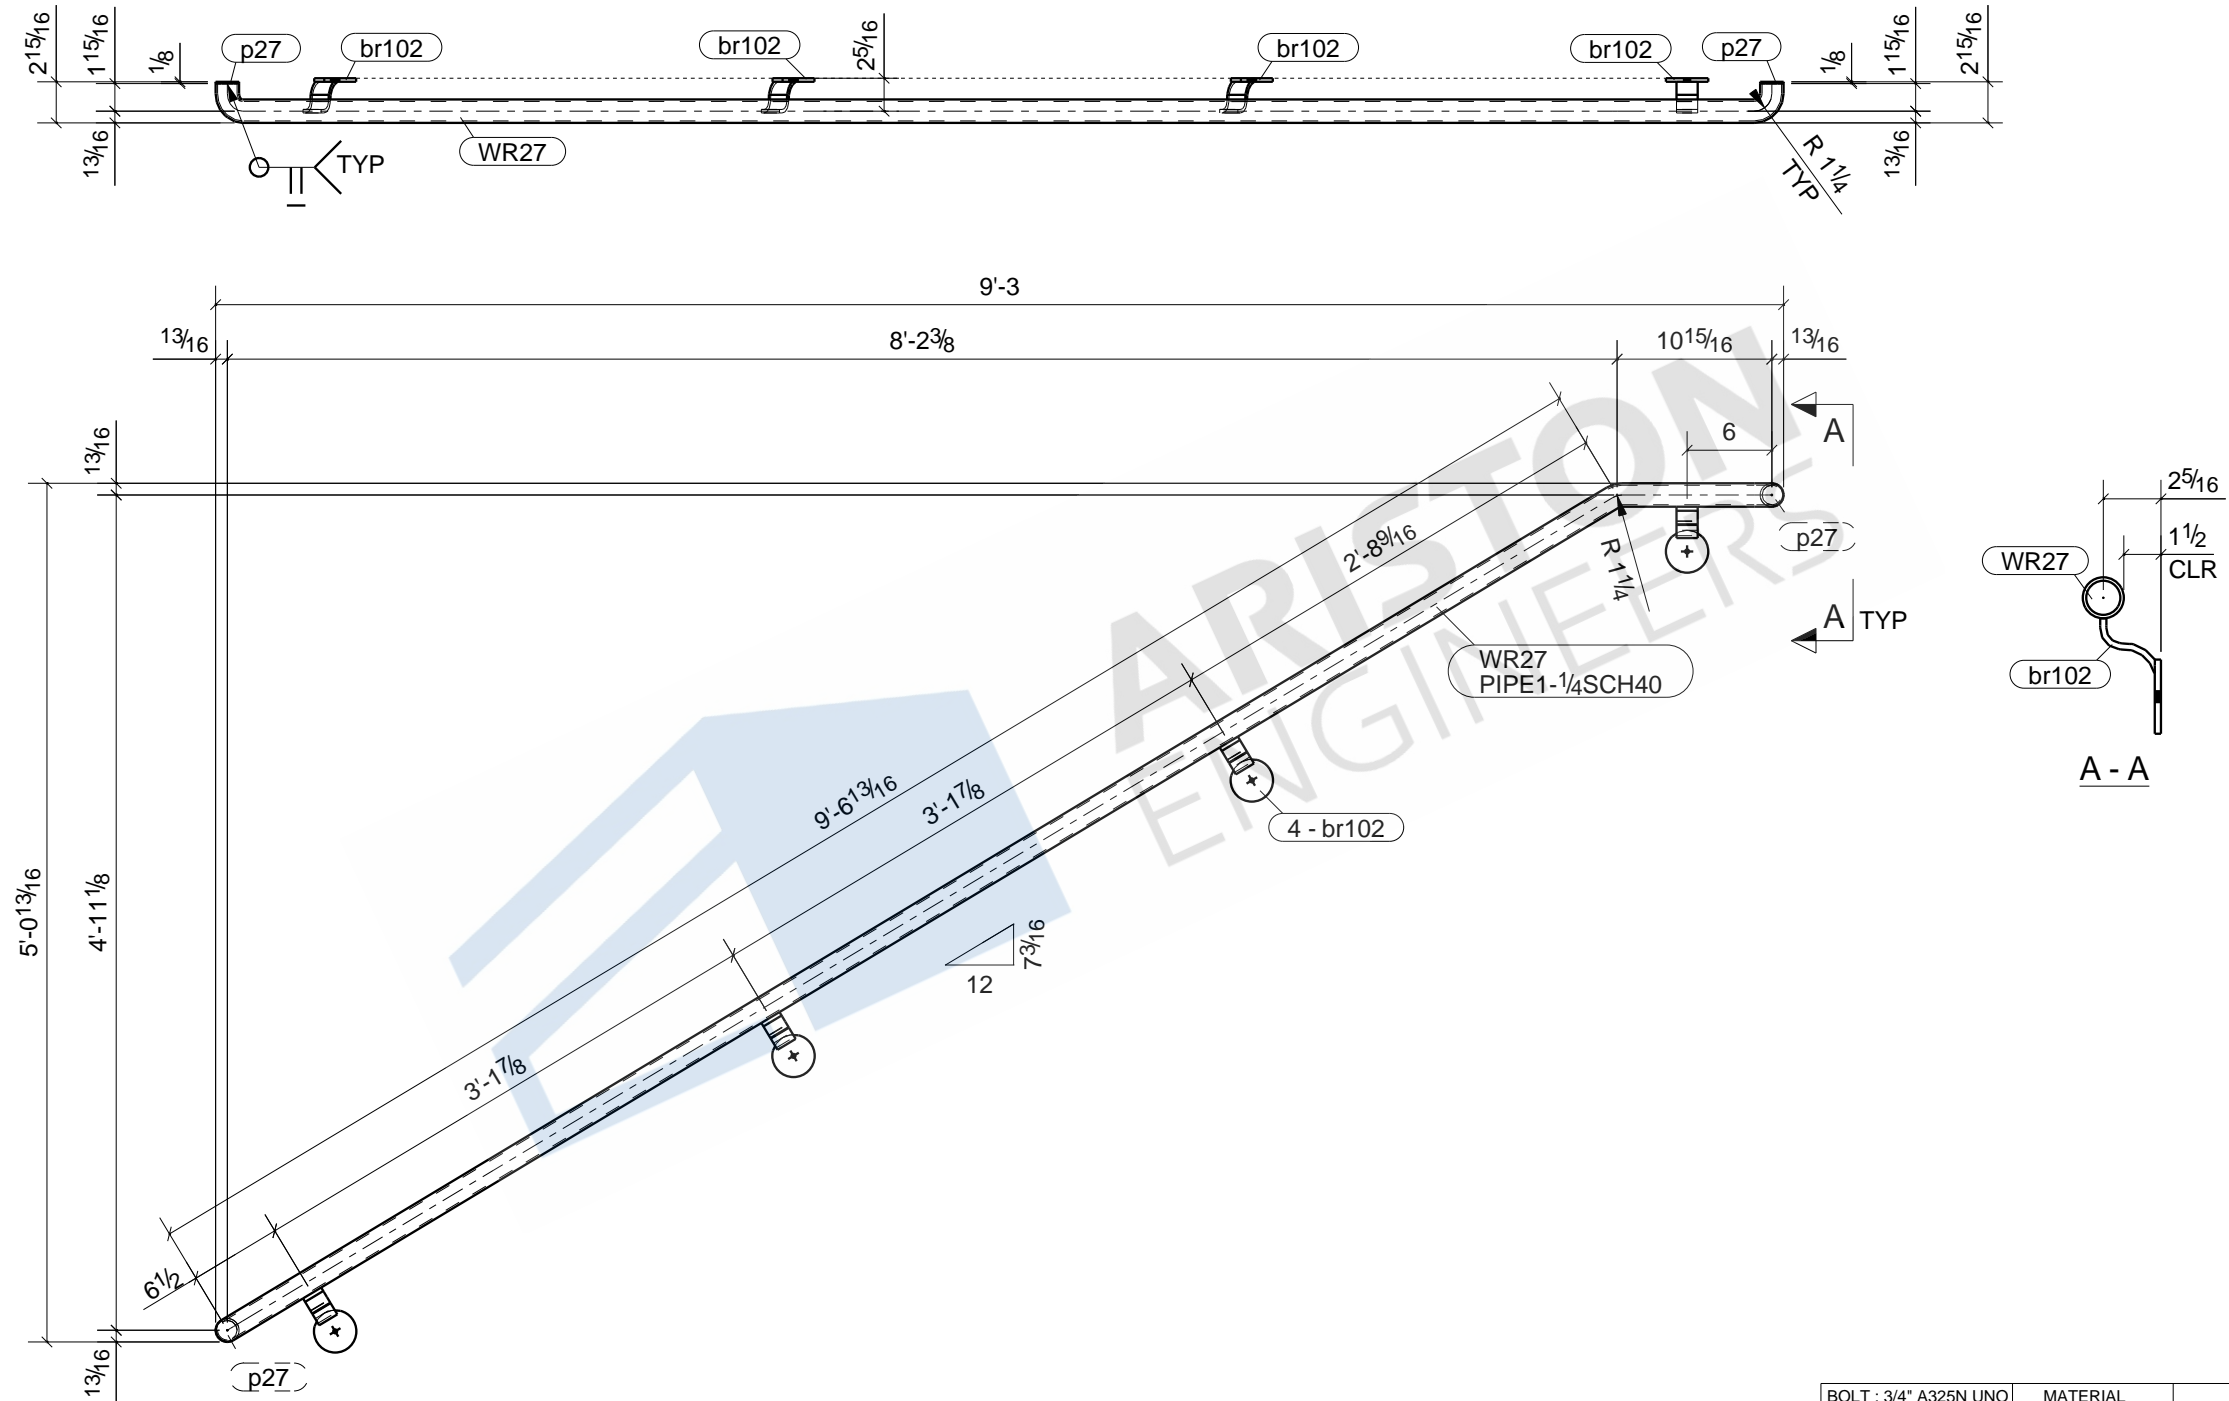 2 15/16
1 15/16
1/8
p27
br102
br102
2 5/16
br102
br102
p27
1/8
1 15/16
2 15/16
13/16
WR27
TYP
R 1 1/4
TYP
13/16
9'-3
13/16
8'-2 3/8
10 15/16
13/16
13/16
A
6
2 5/16
p27
1 1/2
CLR
WR27
2'-8 9/16
R 1 1/4
A TYP
WR27
PIPE1-1/4SCH40
br102
A - A
ARISTON
ENGINEERS
9'-6 13/16
3'-1 7/8
4 - br102
5'-0 13/16
4'-11 1/8
7 3/16
12
3'-1 7/8
6 1/2
13/16
p27
BOLT : 3/4" A325N UNO
MATERIAL